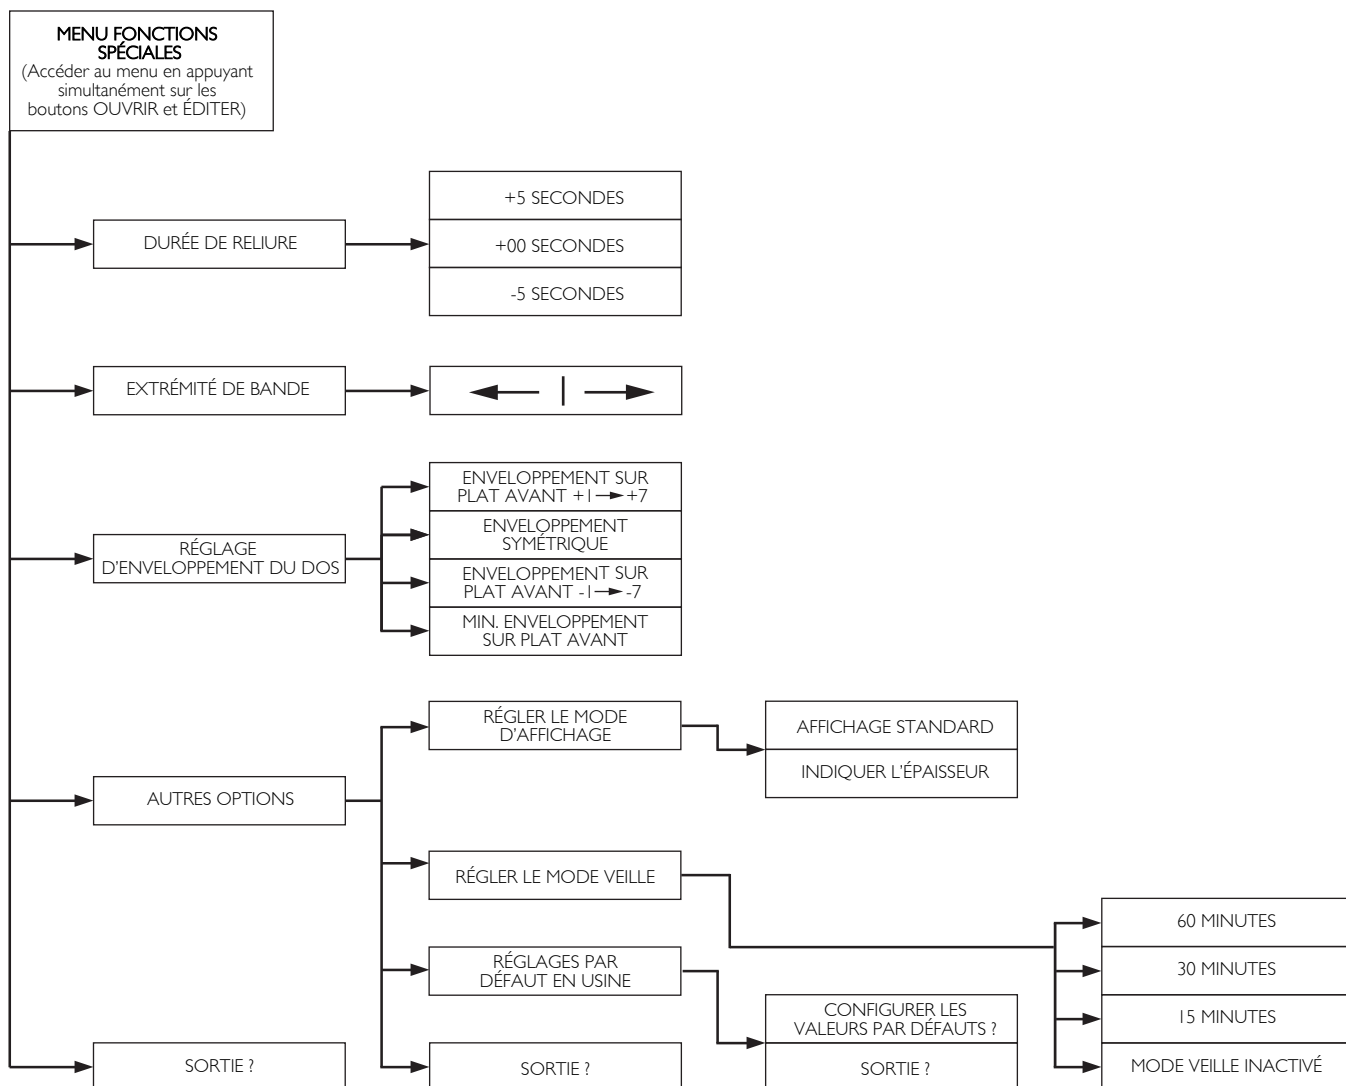 MENU FONCTIONS
SPÉCIALES
(Accéder au menu en appuyant
simultanément sur les
boutons OUVRIR et ÉDITER)
DURÉE DE RELIURE
+5 SECONDES
+00 SECONDES
-5 SECONDES
EXTRÉMITÉ DE BANDE
RÉGLAGE
D'ENVELOPPEMENT DU DOS
ENVELOPPEMENT SUR
PLAT AVANT +1 → +7
ENVELOPPEMENT
SYMÉTRIQUE
ENVELOPPEMENT SUR
PLAT AVANT -1 → -7
MIN. ENVELOPPEMENT
SUR PLAT AVANT
AUTRES OPTIONS
RÉGLER LE MODE
D'AFFICHAGE
AFFICHAGE STANDARD
INDIQUER L'ÉPAISSEUR
RÉGLER LE MODE VEILLE
60 MINUTES
30 MINUTES
15 MINUTES
MODE VEILLE INACTIVÉ
RÉGLAGES PAR
DÉFAUT EN USINE
CONFIGURER LES
VALEURS PAR DÉFAUTS ?
SORTIE ?
SORTIE ?
SORTIE ?